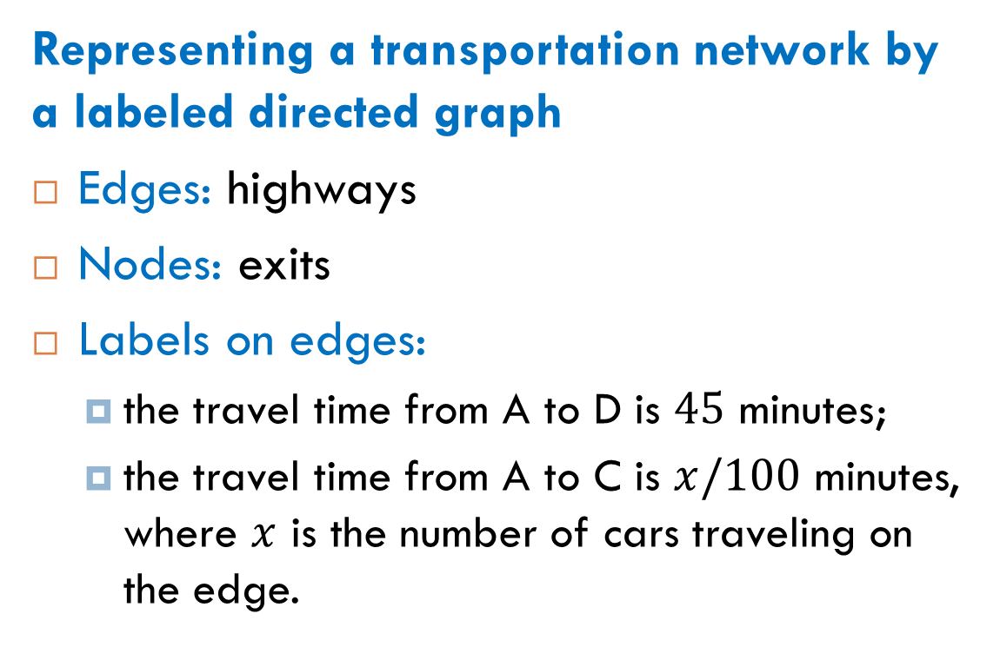 Representing a transportation network by
a labeled directed graph
Edges: highways
Nodes: exits
Labels on edges:
the travel time from A to D is 45 minutes;
the travel time from A to C is x/100 minutes,
where x is the number of cars traveling on
the edge.